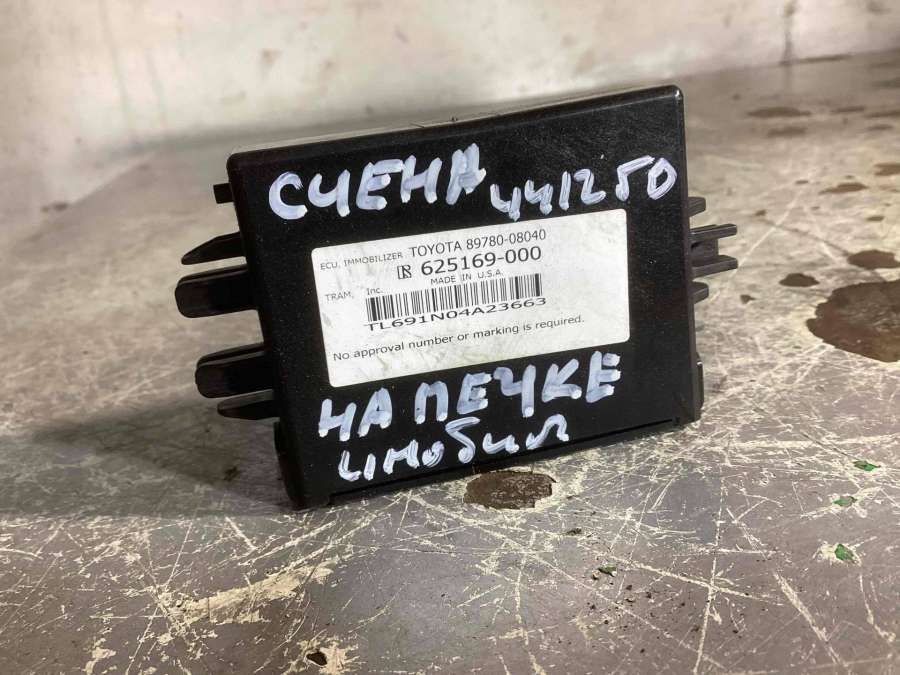 СЧЕНА 441250
ECU, IMMOBILIZER TOYOTA 89780-08040
R 625169-000
MADE IN U.S.A.
TRAM, Inc.
TL691N04A23663
No approval number or marking is required.
НА ПЕЧКЕ
имобил